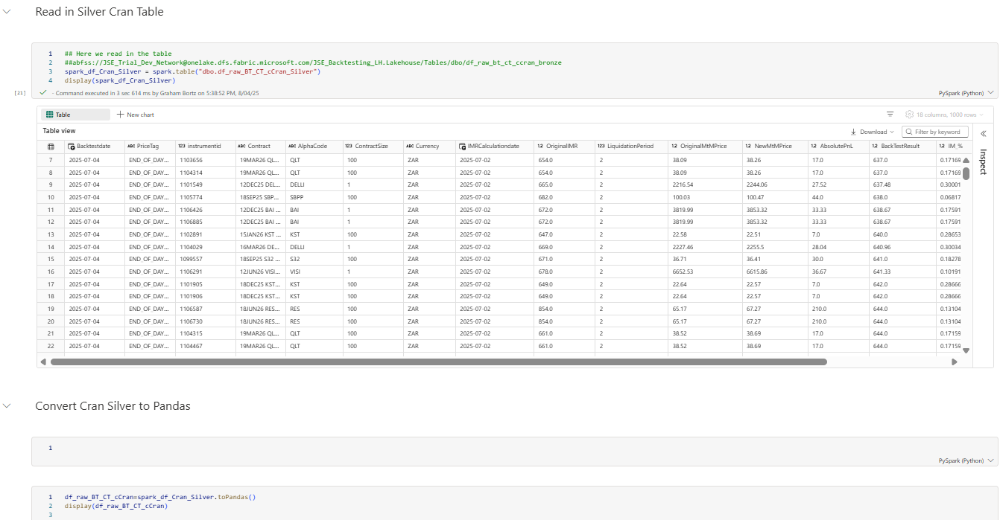 Read in Silver Cran Table
1 ## Here we read in the table
2 ##abfss://JSE_Trial_Dev_Network@onelake.dfs.fabric.microsoft.com/JSE_Backtesting_LH.Lakehouse/Tables/dbo/df_raw_bt_ct_ccran_bronze
3 spark_df_Cran_Silver = spark.table("dbo.df_raw_BT_CT_cCran_Silver")
4 display(spark_df_Cran_Silver)
[21] - Command executed in 3 sec 614 ms by Graham Bortz on 5:38:52 PM, 8/04/25 PySpark (Python)
Table New chart 18 columns, 1000 rows
Table view Download Filter by keyword
Inspect
Backtestdate ABC PriceTag 123 instrumentid ABC Contract ABC AlphaCode 123 ContractSize ABC Currency IMRCalculationdate 1.2 OriginalIMR 123 LiquidationPeriod 1.2 OriginalMtMPrice 1.2 NewMtMPrice 1.2 AbsolutePnL 1.2 BackTestResult 1.2 IM_%
7 2025-07-04 END_OF_DAY... 1103656 19MAR26 QL... QLT 100 ZAR 2025-07-02 654.0 2 38.09 38.26 17.0 637.0 0.17169
8 2025-07-04 END_OF_DAY... 1104314 19MAR26 QL... QLT 100 ZAR 2025-07-02 654.0 2 38.09 38.26 17.0 637.0 0.17169
9 2025-07-04 END_OF_DAY... 1101549 12DEC25 DEL... DELLI 1 ZAR 2025-07-02 665.0 2 2216.54 2244.06 27.52 637.48 0.30001
10 2025-07-04 END_OF_DAY... 1105774 18SEP25 SBP... SBPP 100 ZAR 2025-07-02 682.0 2 100.03 100.47 44.0 638.0 0.06817
11 2025-07-04 END_OF_DAY... 1106426 12DEC25 BAI ... BAI 1 ZAR 2025-07-02 672.0 2 3819.99 3853.32 33.33 638.67 0.17591
12 2025-07-04 END_OF_DAY... 1106885 12DEC25 BAI ... BAI 1 ZAR 2025-07-02 672.0 2 3819.99 3853.32 33.33 638.67 0.17591
13 2025-07-04 END_OF_DAY... 1102891 15JAN26 KST ... KST 100 ZAR 2025-07-02 647.0 2 22.58 22.51 7.0 640.0 0.28653
14 2025-07-04 END_OF_DAY... 1104029 16MAR26 DE... DELLI 1 ZAR 2025-07-02 669.0 2 2227.46 2255.5 28.04 640.96 0.30034
15 2025-07-04 END_OF_DAY... 1099557 18SEP25 S32 ... S32 100 ZAR 2025-07-02 671.0 2 36.71 36.41 30.0 641.0 0.18278
16 2025-07-04 END_OF_DAY... 1106291 12JUN26 VISI... VISI 1 ZAR 2025-07-02 678.0 2 6652.53 6615.86 36.67 641.33 0.10191
17 2025-07-04 END_OF_DAY... 1101905 18DEC25 KST... KST 100 ZAR 2025-07-02 649.0 2 22.64 22.57 7.0 642.0 0.28666
18 2025-07-04 END_OF_DAY... 1101906 18DEC25 KST... KST 100 ZAR 2025-07-02 649.0 2 22.64 22.57 7.0 642.0 0.28666
19 2025-07-04 END_OF_DAY... 1106587 18JUN26 RES... RES 100 ZAR 2025-07-02 854.0 2 65.17 67.27 210.0 644.0 0.13104
20 2025-07-04 END_OF_DAY... 1106730 18JUN26 RES... RES 100 ZAR 2025-07-02 854.0 2 65.17 67.27 210.0 644.0 0.13104
21 2025-07-04 END_OF_DAY... 1104315 19MAR26 QL... QLT 100 ZAR 2025-07-02 661.0 2 38.52 38.69 17.0 644.0 0.17159
22 2025-07-04 END_OF_DAY... 1104467 19MAR26 QL... QLT 100 ZAR 2025-07-02 661.0 2 38.52 38.69 17.0 644.0 0.17159
Convert Cran Silver to Pandas
1
PySpark (Python)
1 df_raw_BT_CT_cCran=spark_df_Cran_Silver.toPandas()
2 display(df_raw_BT_CT_cCran)
3